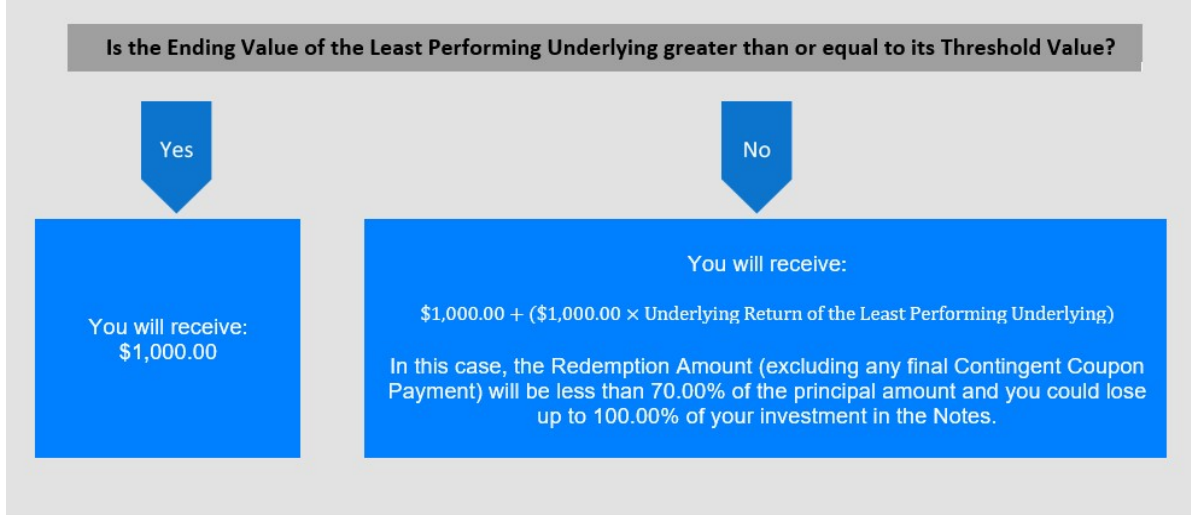 Is the Ending Value of the Least Performing Underlying greater than or equal to its Threshold Value?
Yes
No
You will receive:
$1,000.00
You will receive:
$1,000.00 + ($1,000.00 × Underlying Return of the Least Performing Underlying)
In this case, the Redemption Amount (excluding any final Contingent Coupon
Payment) will be less than 70.00% of the principal amount and you could lose
up to 100.00% of your investment in the Notes.